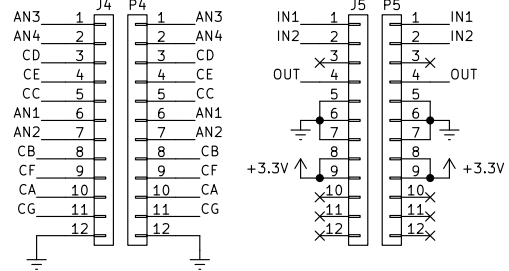 J4 P4 J5 P5
AN3 1 1 AN3 IN1 1 1 IN1
AN4 2 2 AN4 IN2 2 2 IN2
CD 3 3 CD 3 3
CE 4 4 CE OUT 4 4 OUT
CC 5 5 CC 5 5
AN1 6 6 AN1 6 6
AN2 7 7 AN2 7 7
CB 8 8 CB 8 8
CF 9 9 CF +3.3V 9 9 +3.3V
CA 10 10 CA 10 10
CG 11 11 CG 11 11
12 12 12 12